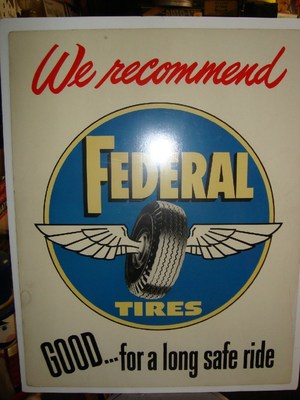 We recommend
FEDERAL
TIRES
GOOD...for a long safe ride